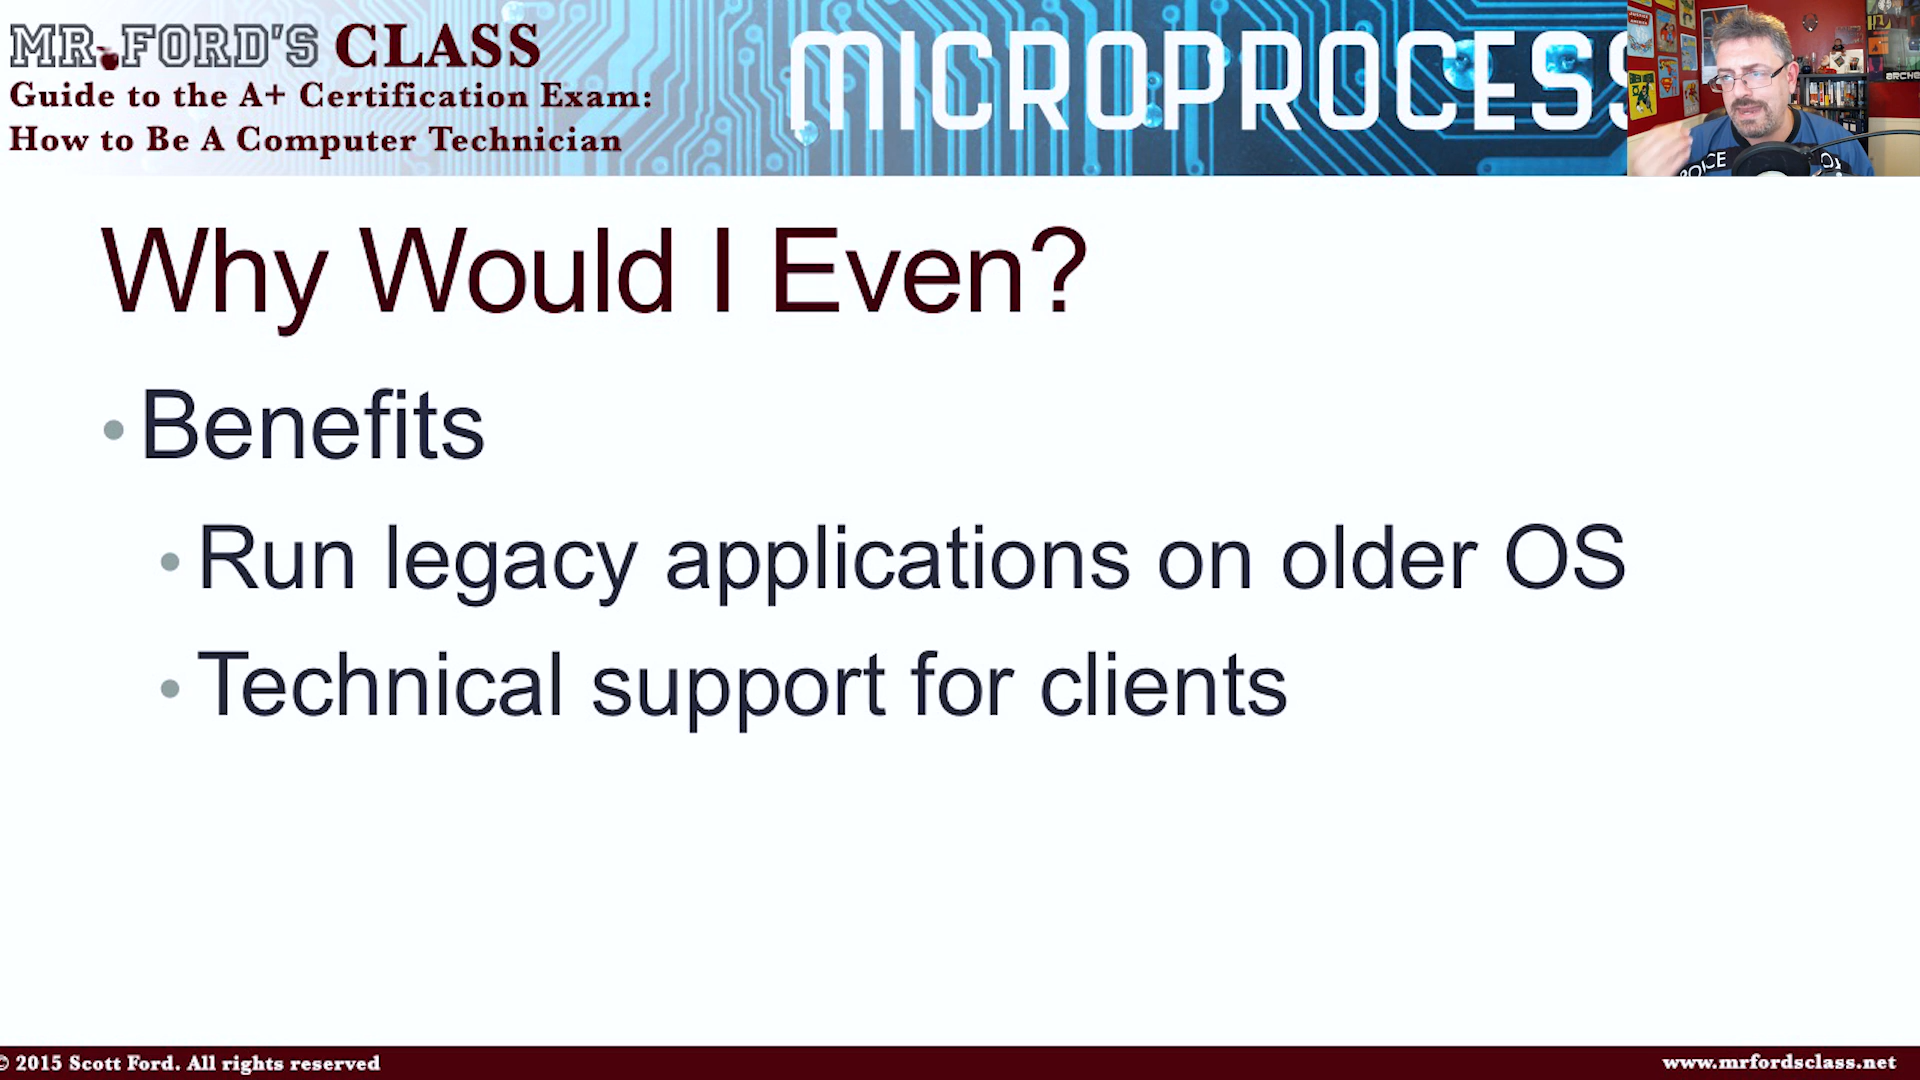 MR.FORD'S CLASS
Guide to the A+ Certification Exam:
How to Be A Computer Technician
MICROPROCESS
Why Would I Even?
• Benefits
• Run legacy applications on older OS
• Technical support for clients
© 2015 Scott Ford. All rights reserved
www.mrfordsclass.net